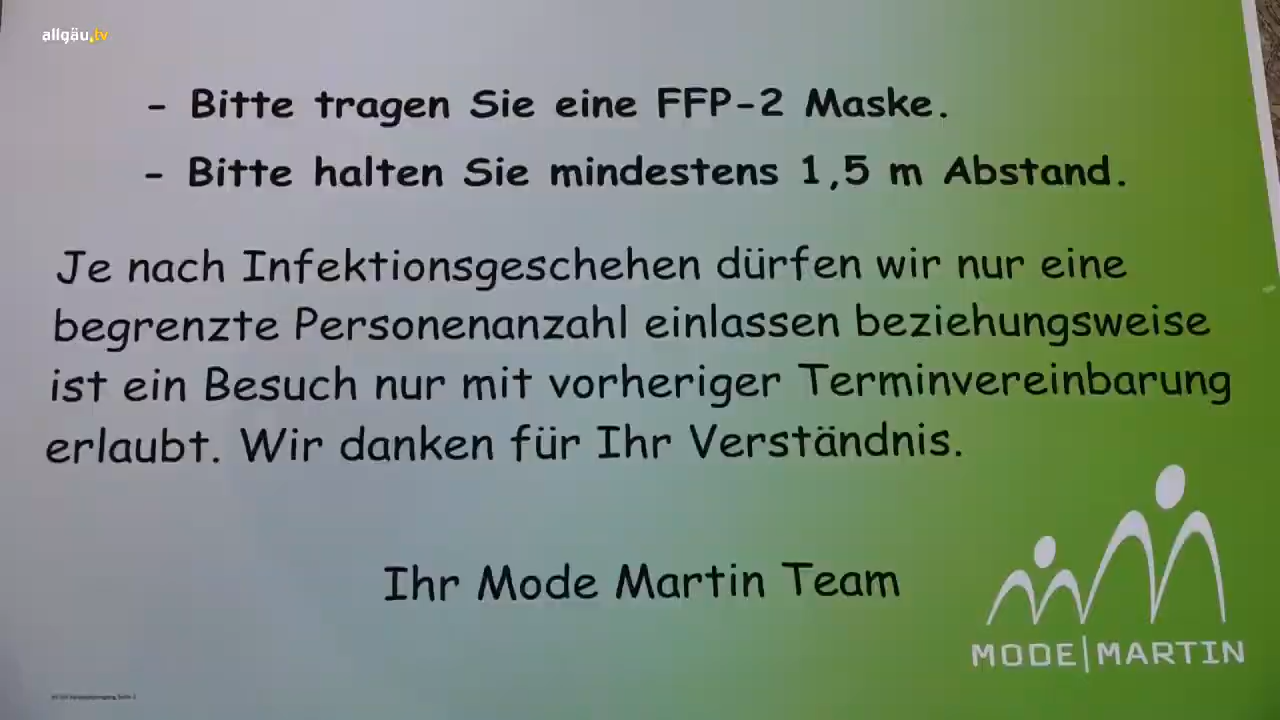 allgäu.tv
- Bitte tragen Sie eine FFP-2 Maske.
- Bitte halten Sie mindestens 1,5 m Abstand.
Je nach Infektionsgeschehen dürfen wir nur eine
begrenzte Personenanzahl einlassen beziehungsweise
ist ein Besuch nur mit vorheriger Terminvereinbarung
erlaubt. Wir danken für Ihr Verständnis.
Ihr Mode Martin Team
MODE|MARTIN